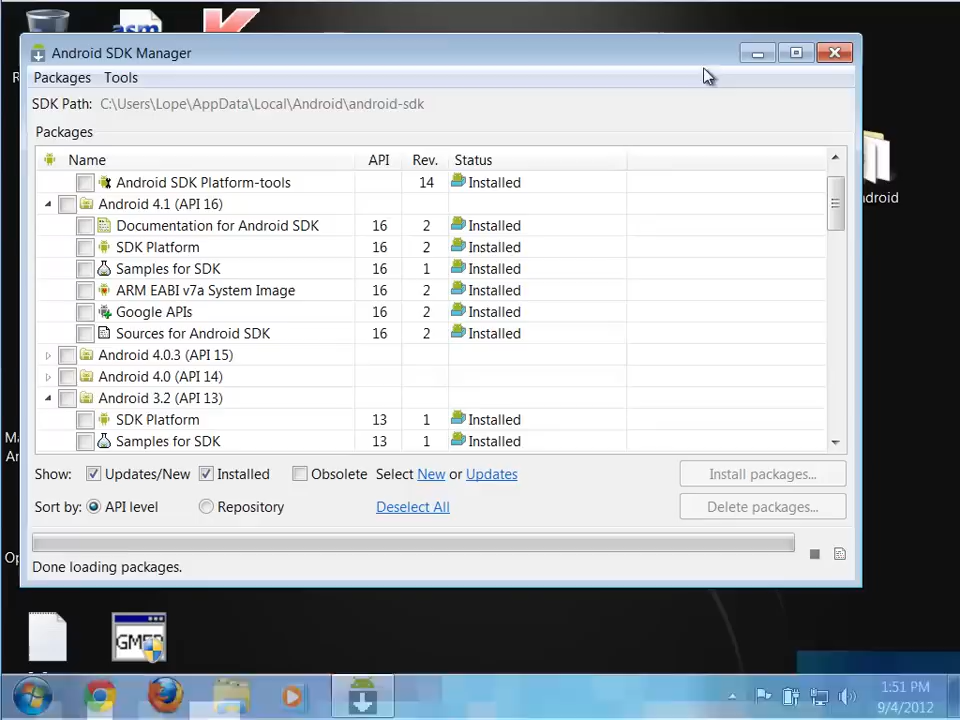 asm
Android SDK Manager
Packages Tools
SDK Path: C:\Users\Lope\AppData\Local\Android\android-sdk
Packages
Name API Rev. Status
Android SDK Platform-tools 14 Installed
Android 4.1 (API 16)
Documentation for Android SDK 16 2 Installed
SDK Platform 16 2 Installed
Samples for SDK 16 1 Installed
ARM EABI v7a System Image 16 2 Installed
Google APIs 16 2 Installed
Sources for Android SDK 16 2 Installed
Android 4.0.3 (API 15)
Android 4.0 (API 14)
Android 3.2 (API 13)
SDK Platform 13 1 Installed
Samples for SDK 13 1 Installed
Show: Updates/New Installed Obsolete Select New or Updates Install packages...
Sort by: API level Repository Deselect All Delete packages...
Done loading packages.
GMER
1:51 PM
9/4/2012